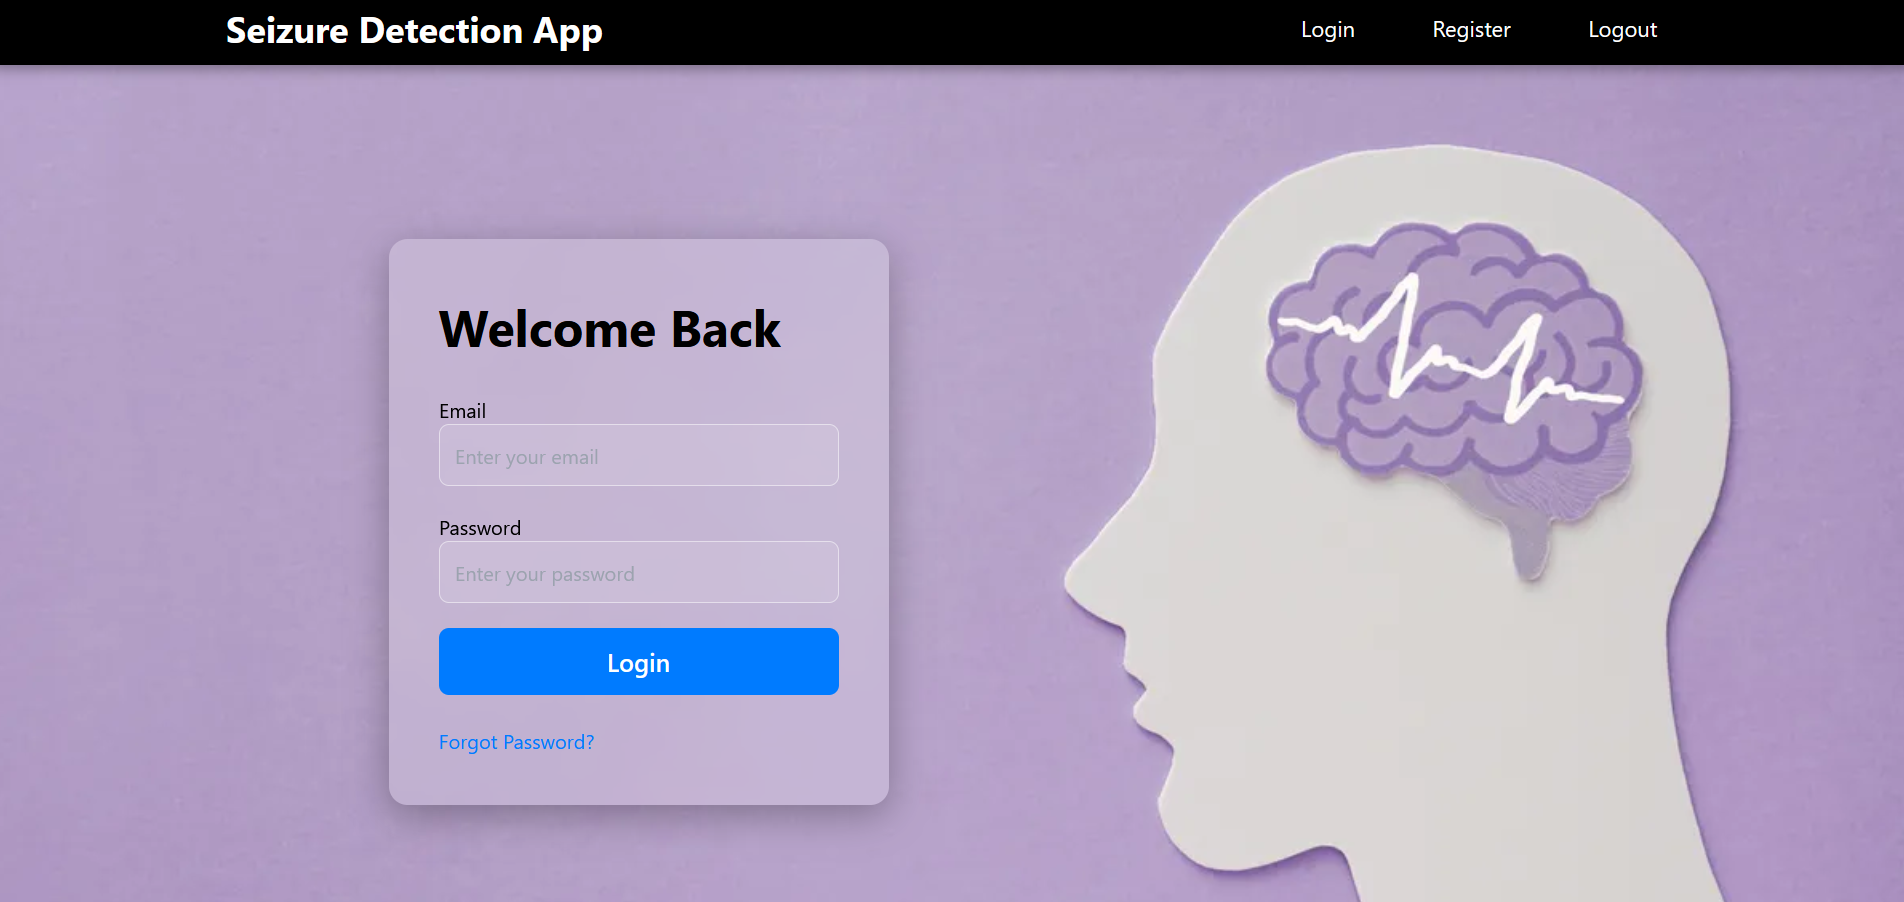 Seizure Detection App
Login
Register
Logout
Welcome Back
Email
Enter your email
Password
Enter your password
Login
Forgot Password?